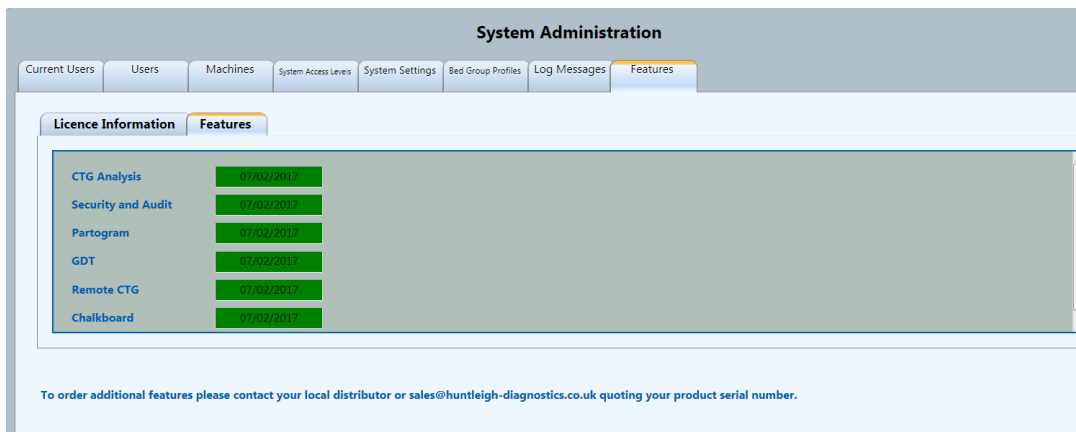 System Administration
Current Users Users Machines System Access Levels System Settings Bed Group Profiles Log Messages Features
Licence Information Features
CTG Analysis 07/02/2017
Security and Audit 07/02/2017
Partogram 07/02/2017
GDT 07/02/2017
Remote CTG 07/02/2017
Chalkboard 07/02/2017
To order additional features please contact your local distributor or sales@huntleigh-diagnostics.co.uk quoting your product serial number.